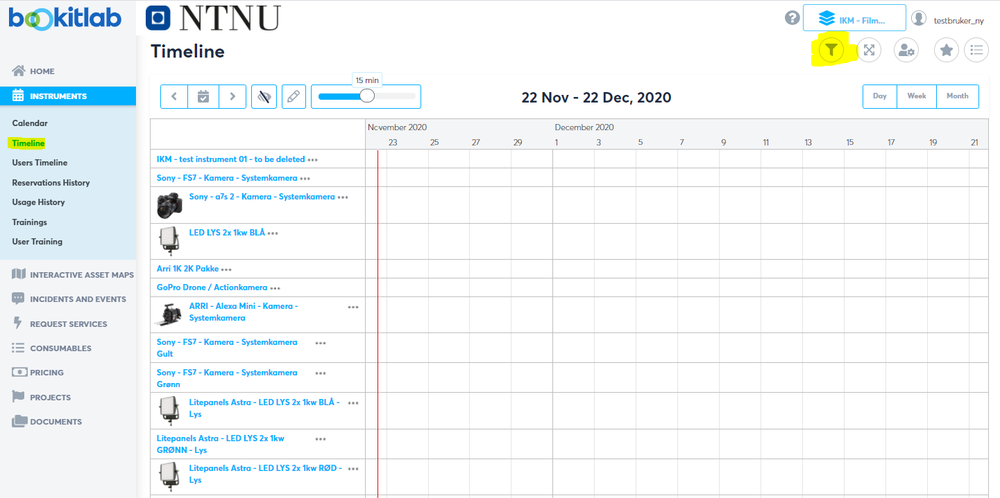 bookitlab
NTNU
IKM - Film...
testbruker_ny
Timeline
HOME
INSTRUMENTS
Calendar
Timeline
Users Timeline
Reservations History
Usage History
Trainings
User Training
INTERACTIVE ASSET MAPS
INCIDENTS AND EVENTS
REQUEST SERVICES
CONSUMABLES
PRICING
PROJECTS
DOCUMENTS
15 min
22 Nov - 22 Dec, 2020
Day Week Month
November 2020 December 2020
23 25 27 29 1 3 5 7 9 11 13 15 17 19 21
IKM - test instrument 01 - to be deleted
Sony - FS7 - Kamera - Systemkamera
Sony - a7s 2 - Kamera - Systemkamera
LED LYS 2x 1kw BLÅ
Arri 1K 2K Pakke
GoPro Drone / Actionkamera
ARRI - Alexa Mini - Kamera -
Systemkamera
Sony - FS7 - Kamera - Systemkamera
Gult
Sony - FS7 - Kamera - Systemkamera
Grønn
Litepanels Astra - LED LYS 2x 1kw BLÅ -
Lys
Litepanels Astra - LED LYS 2x 1kw
GRØNN - Lys
Litepanels Astra - LED LYS 2x 1kw RØD -
Lys